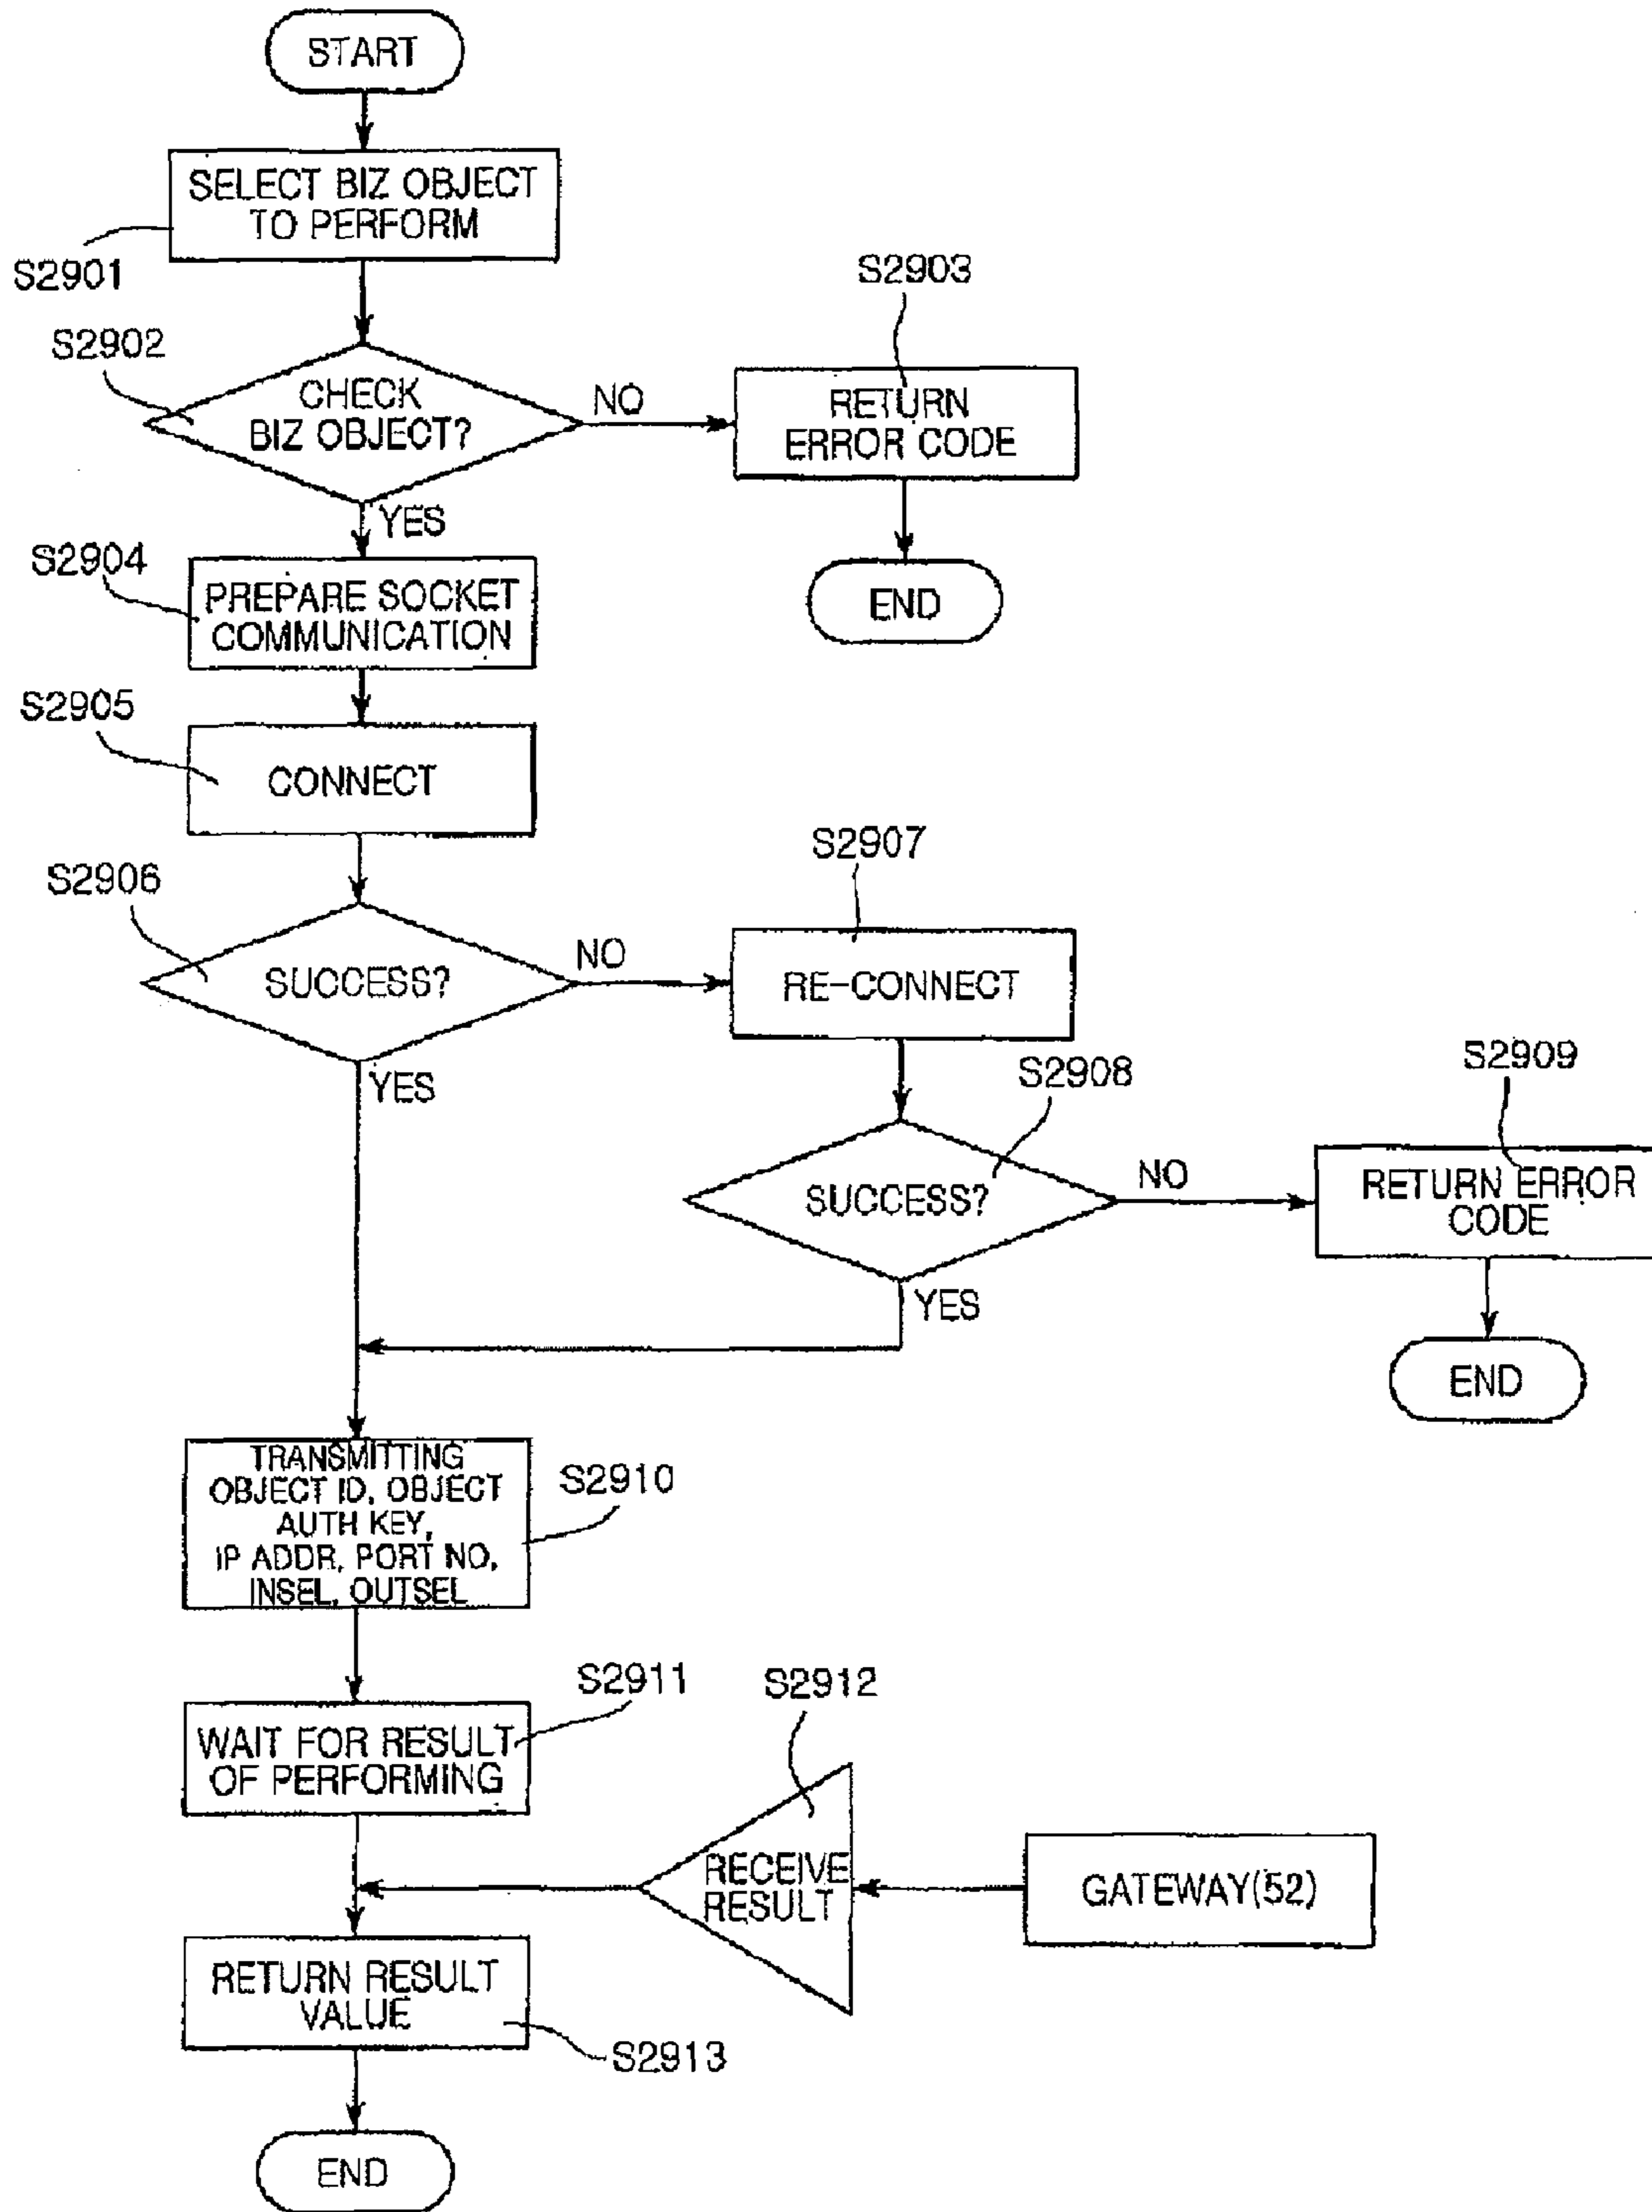 START
SELECT BIZ OBJECT
TO PERFORM
S2901
S2903
S2902
CHECK
BIZ OBJECT?
NO
RETURN
ERROR CODE
YES
END
S2904
PREPARE SOCKET
COMMUNICATION
S2905
CONNECT
S2907
S2906
SUCCESS?
NO
RE-CONNECT
YES
S2908
S2909
SUCCESS?
NO
RETURN ERROR
CODE
YES
END
TRANSMITTING
OBJECT ID, OBJECT
AUTH KEY,
IP ADDR, PORT NO,
INSEL, OUTSEL
S2910
S2911
S2912
WAIT FOR RESULT
OF PERFORMING
RECEIVE
RESULT
GATEWAY(52)
RETURN RESULT
VALUE
S2913
END